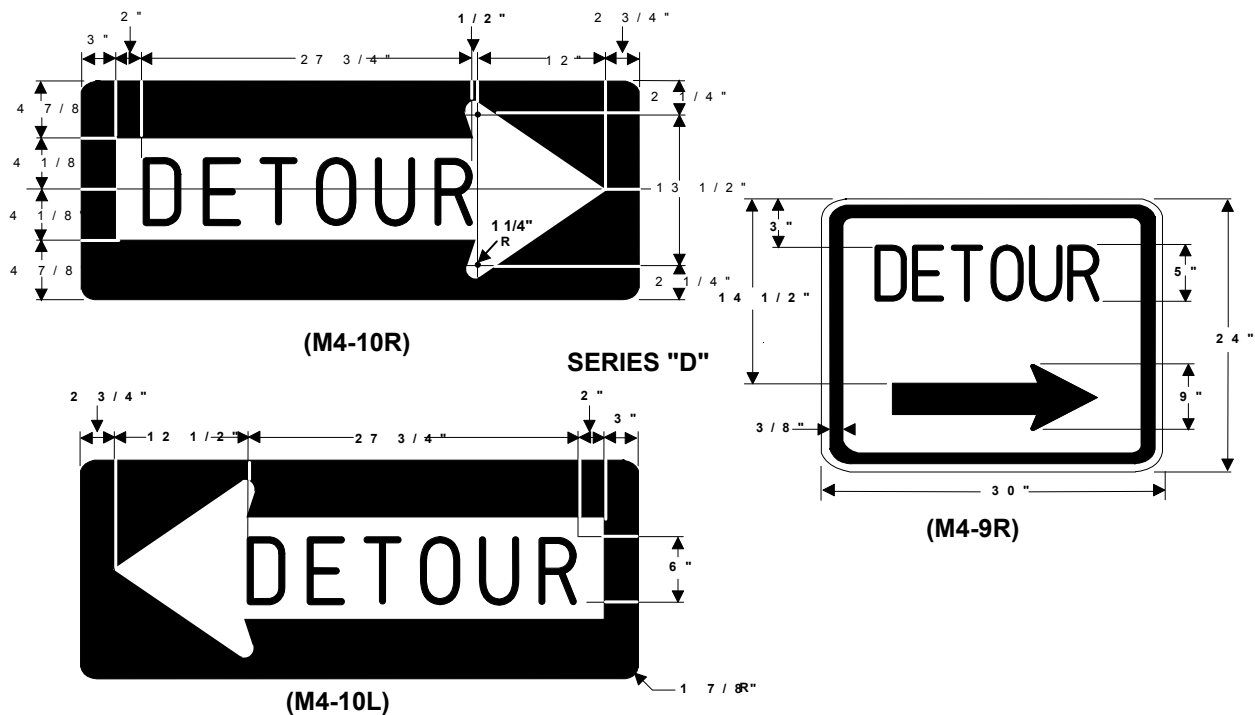 2" 1/2" 2 3/4"
3" 27 3/4" 12"
4 7/8 2 1/4"
4 1/8 DETOUR 13 1/2"
4 1/8" 1 1/4"
R
4 7/8 2 1/4"
(M4-10R)
SERIES "D"
3"
14 1/2"
DETOUR
5"
24"
9"
3/8"
30"
(M4-9R)
2 3/4" 2"
12 1/2" 27 3/4" 3"
DETOUR
6"
1 7/8"R
(M4-10L)